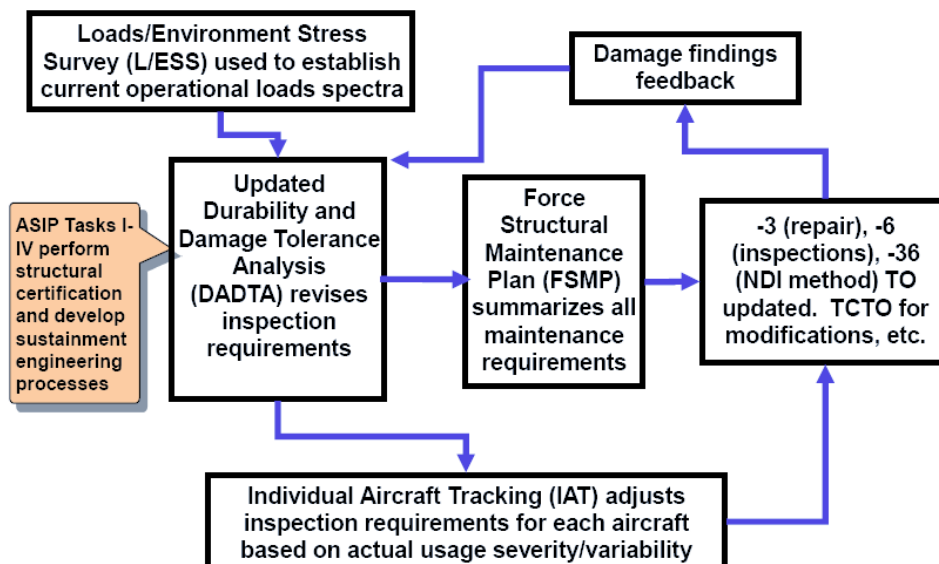 Loads/Environment Stress
Survey (L/ESS) used to establish
current operational loads spectra
Damage findings
feedback
ASIP Tasks I-
IV perform
structural
certification
and develop
sustainment
engineering
processes
Updated
Durability and
Damage Tolerance
Analysis
(DADTA) revises
inspection
requirements
Force
Structural
Maintenance
Plan (FSMP)
summarizes all
maintenance
requirements
-3 (repair), -6
(inspections), -36
(NDI method) TO
updated.  TCTO for
modifications, etc.
Individual Aircraft Tracking (IAT) adjusts
inspection requirements for each aircraft
based on actual usage severity/variability